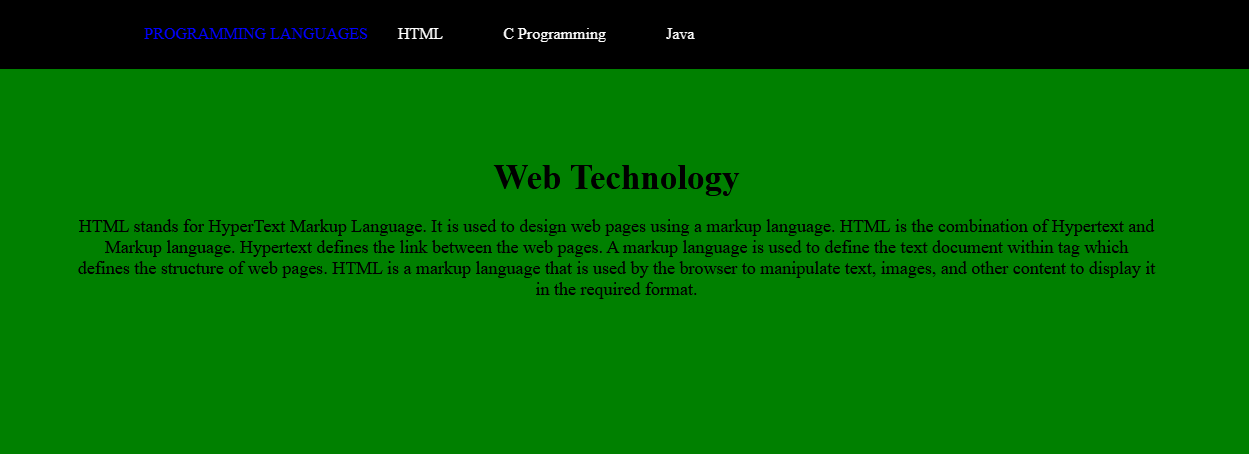 PROGRAMMING LANGUAGES HTML C Programming Java
Web Technology
HTML stands for HyperText Markup Language. It is used to design web pages using a markup language. HTML is the combination of Hypertext and
Markup language. Hypertext defines the link between the web pages. A markup language is used to define the text document within tag which
defines the structure of web pages. HTML is a markup language that is used by the browser to manipulate text, images, and other content to display it
in the required format.